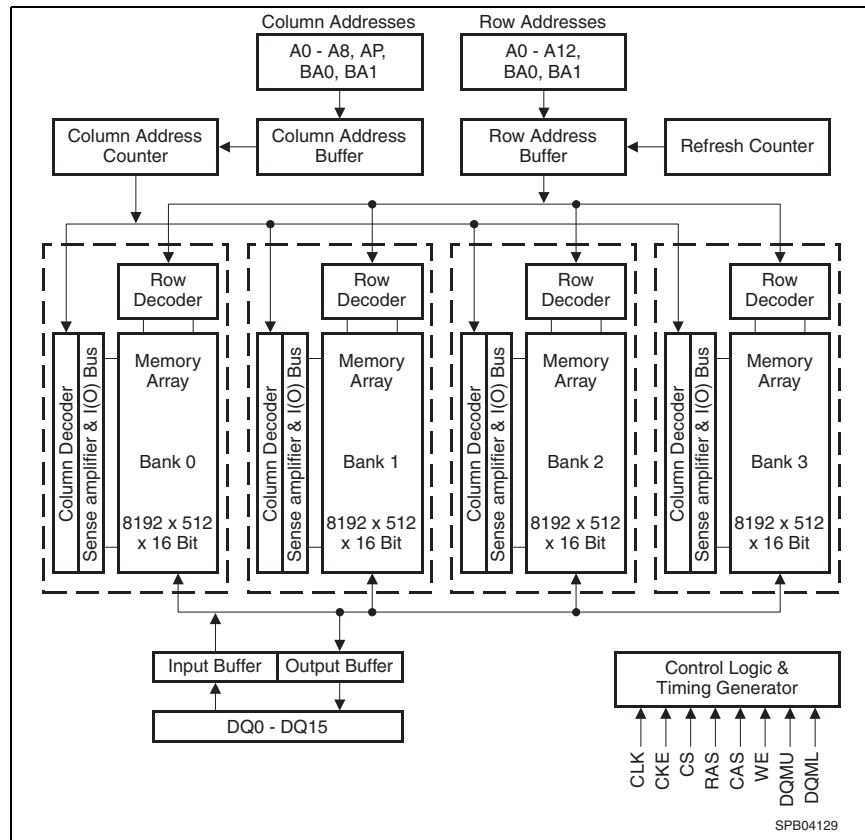 Column Addresses
Row Addresses
A0 - A8, AP,
BA0, BA1
A0 - A12,
BA0, BA1
Column Address
Counter
Column Address
Buffer
Row Address
Buffer
Refresh Counter
Row
Decoder
Column Decoder
Sense amplifier & I(O) Bus
Memory
Array
Bank 0
8192 x 512
x 16 Bit
Row
Decoder
Column Decoder
Sense amplifier & I(O) Bus
Memory
Array
Bank 1
8192 x 512
x 16 Bit
Row
Decoder
Column Decoder
Sense amplifier & I(O) Bus
Memory
Array
Bank 2
8192 x 512
x 16 Bit
Row
Decoder
Column Decoder
Sense amplifier & I(O) Bus
Memory
Array
Bank 3
8192 x 512
x 16 Bit
Input Buffer
Output Buffer
DQ0 - DQ15
Control Logic &
Timing Generator
CLK
CKE
CS
RAS
CAS
WE
DQMU
DQML
SPB04129